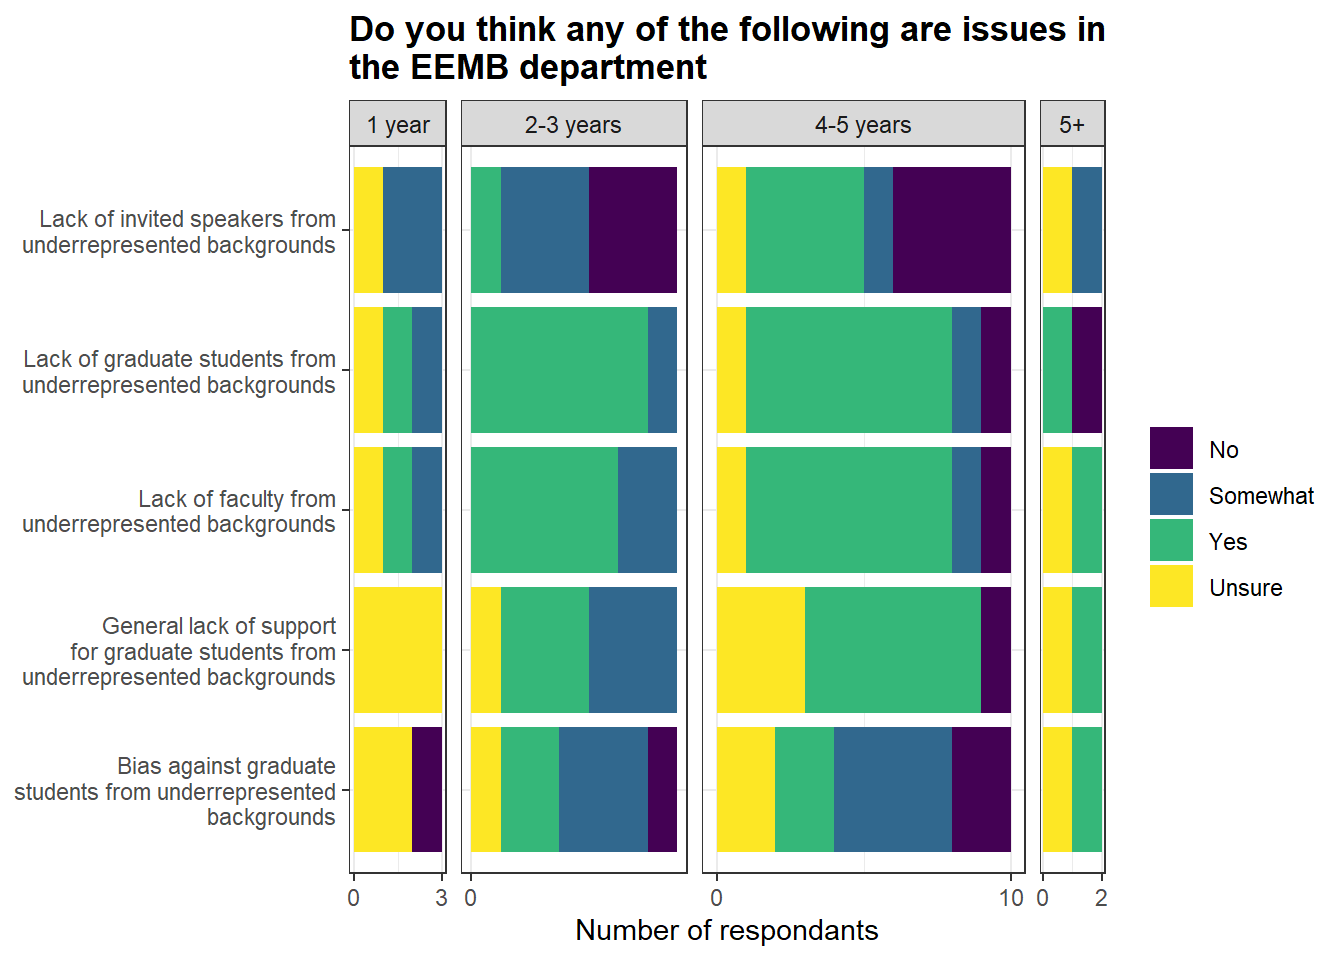 Do you think any of the following are issues in
the EEMB department
1 year
2-3 years
4-5 years
5+
Lack of invited speakers from
underrepresented backgrounds
Lack of graduate students from
underrepresented backgrounds
Lack of faculty from
underrepresented backgrounds
General lack of support
for graduate students from
underrepresented backgrounds
Bias against graduate
students from underrepresented
backgrounds
No
Somewhat
Yes
Unsure
0 3 0 0 10 0 2
Number of respondants